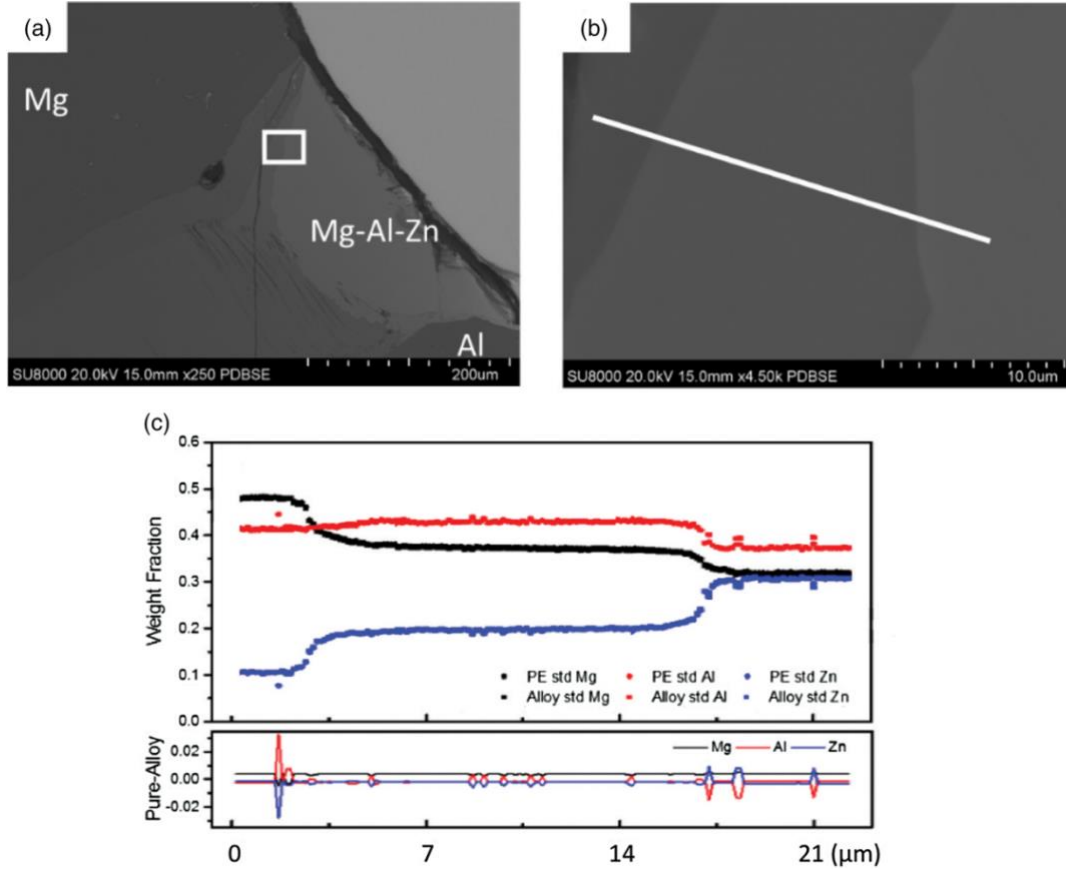 (a)
Mg
Mg-Al-Zn
Al
SU8000 20.0kV 15.0mm x250 PDBSE 200um
(b)
SU8000 20.0kV 15.0mm x4.50k PDBSE 10.0um
(c)
0.6
0.5
0.4
0.3
0.2
0.1
0.0
Weight Fraction
PE std Mg PE std Al PE std Zn
Alloy std Mg Alloy std Al Alloy std Zn
Mg Al Zn
0.02
0.00
-0.02
Pure-Alloy
0 7 14 21 (μm)